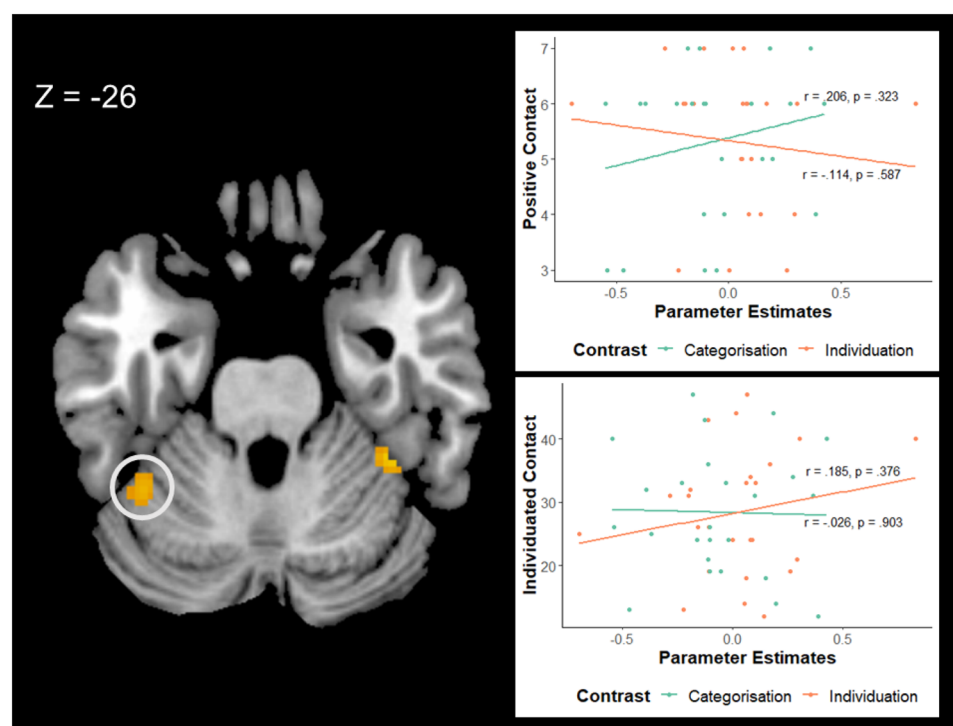 Z = -26
7
6
5
4
3
Positive Contact
r = .206, p = .323
r = -.114, p = .587
-0.5 0.0 0.5
Parameter Estimates
Contrast Categorisation Individuation
40
30
20
Individuated Contact
r = .185, p = .376
r = -.026, p = .903
-0.5 0.0 0.5
Parameter Estimates
Contrast Categorisation Individuation